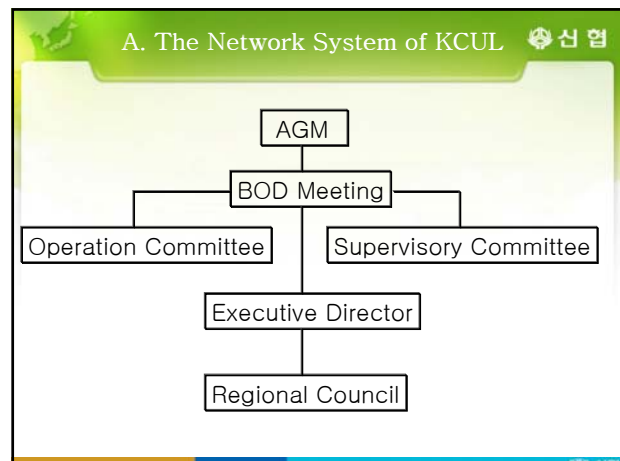 A. The Network System of KCUL 신협
AGM
BOD Meeting
Operation Committee
Supervisory Committee
Executive Director
Regional Council